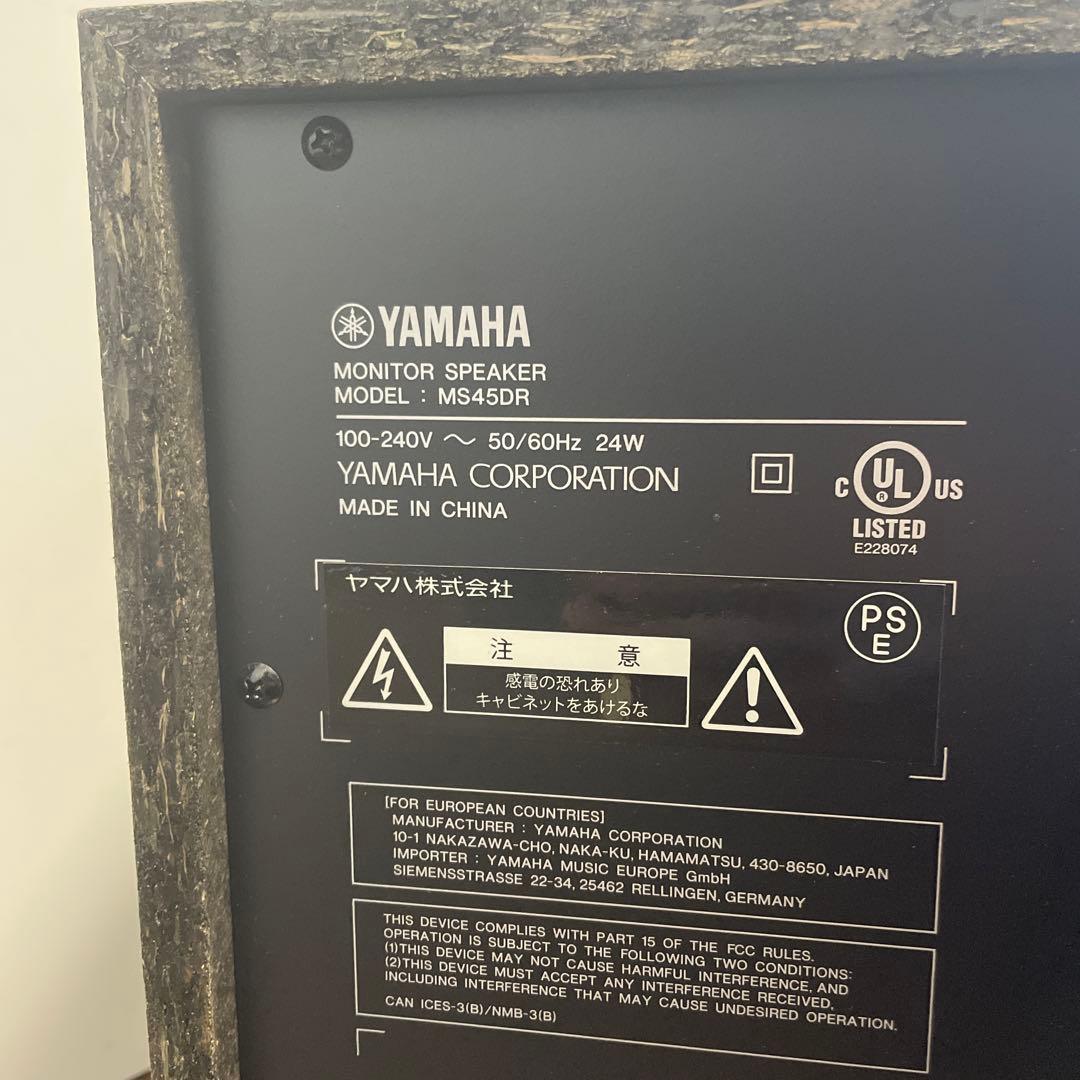 YAMAHA
MONITOR SPEAKER
MODEL : MS45DR
100-240V ～ 50/60Hz 24W
YAMAHA CORPORATION
MADE IN CHINA
C UL ® US
LISTED
E228074
ヤマハ株式会社
PSE
注 意
感電の恐れあり
キャビネットをあけるな
[FOR EUROPEAN COUNTRIES]
MANUFACTURER : YAMAHA CORPORATION
10-1 NAKAZAWA-CHO, NAKA-KU, HAMAMATSU, 430-8650, JAPAN
IMPORTER : YAMAHA MUSIC EUROPE GmbH
SIEMENSSTRASSE 22-34, 25462 RELLINGEN, GERMANY
THIS DEVICE COMPLIES WITH PART 15 OF THE FCC RULES.
OPERATION IS SUBJECT TO THE FOLLOWING TWO CONDITIONS:
(1)THIS DEVICE MAY NOT CAUSE HARMFUL INTERFERENCE, AND
(2)THIS DEVICE MUST ACCEPT ANY INTERFERENCE RECEIVED,
INCLUDING INTERFERENCE THAT MAY CAUSE UNDESIRED OPERATION.
CAN ICES-3(B)/NMB-3(B)